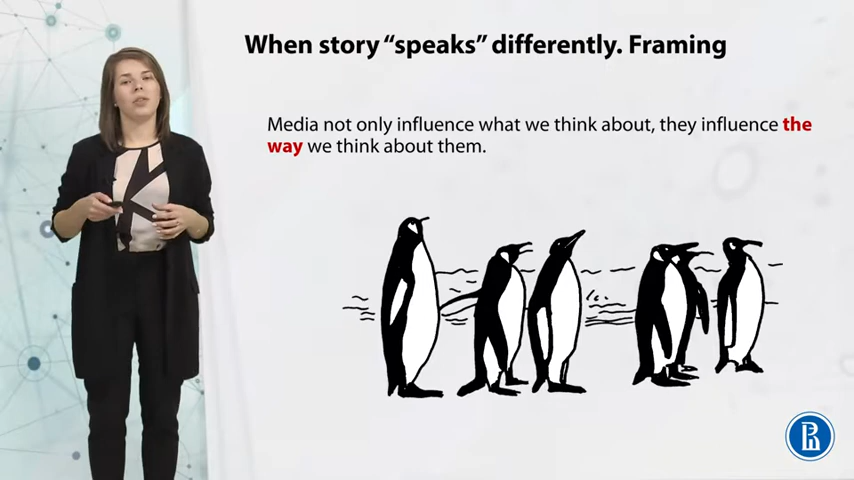 When story “speaks” differently. Framing
Media not only influence what we think about, they influence the
way we think about them.